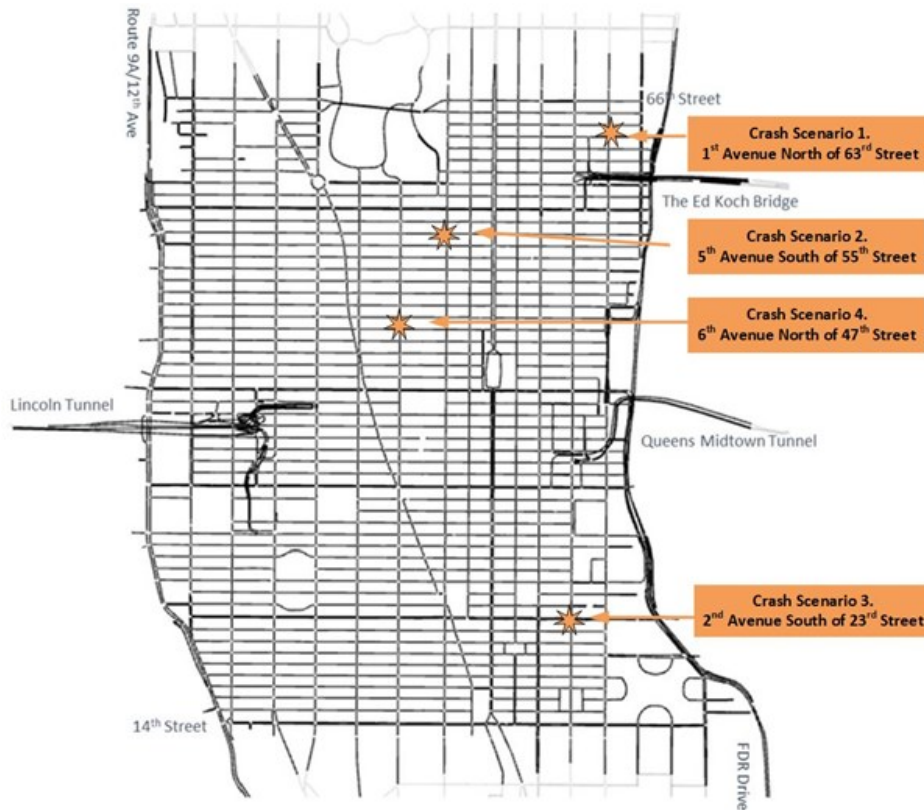 Route 9A/12th Ave
66th Street
Crash Scenario 1.
1st Avenue North of 63rd Street
The Ed Koch Bridge
Crash Scenario 2.
5th Avenue South of 55th Street
Crash Scenario 4.
6th Avenue North of 47th Street
Lincoln Tunnel
Queens Midtown Tunnel
Crash Scenario 3.
2nd Avenue South of 23rd Street
14th Street
FDR Drive